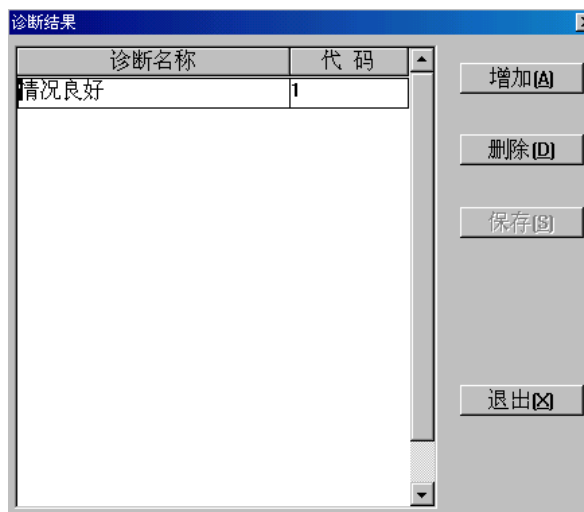 诊断结果
诊断名称 代 码
情况良好 1
增加(A)
删除(D)
保存(S)
退出(X)